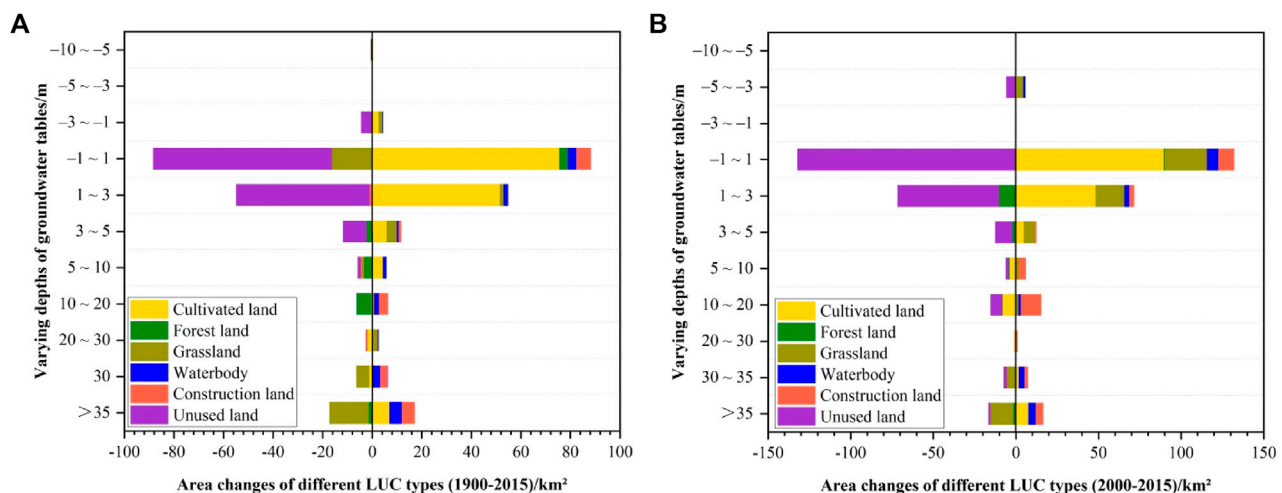 A
Varying depths of groundwater tables/m
−10 ~ −5
−5 ~ −3
−3 ~ −1
−1 ~ 1
1 ~ 3
3 ~ 5
5 ~ 10
10 ~ 20
20 ~ 30
30
>35
Cultivated land
Forest land
Grassland
Waterbody
Construction land
Unused land
-100 -80 -60 -40 -20 0 20 40 60 80 100
Area changes of different LUC types (1900-2015)/km²
B
Varying depths of groundwater tables/m
−10 ~ −5
−5 ~ −3
−3 ~ −1
−1 ~ 1
1 ~ 3
3 ~ 5
5 ~ 10
10 ~ 20
20 ~ 30
30 ~ 35
>35
Cultivated land
Forest land
Grassland
Waterbody
Construction land
Unused land
-150 -100 -50 0 50 100 150
Area changes of different LUC types (2000-2015)/km²